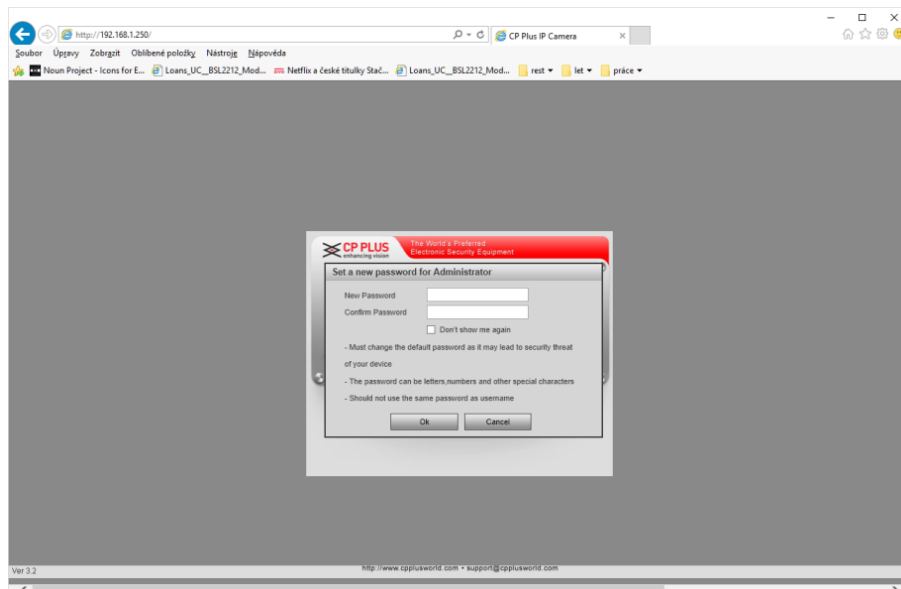 http://192.168.1.250/
CP Plus IP Camera
Soubor Úpravy Zobrazit Oblíbené položky Nástroje Nápověda
Noun Project - Icons for E... Loans_UC__BSL2212_Mod... Netflix a české titulky Stač... Loans_UC__BSL2212_Mod... rest let práce
CP PLUS
enhancing vision
The World's Preferred
Electronic Security Equipment
Set a new password for Administrator
New Password
Confirm Password
Don't show me again
- Must change the default password as it may lead to security threat
of your device
- The password can be letters,numbers and other special characters
- Should not use the same password as username
Ok Cancel
Ver 3.2
http://www.cpplusworld.com • support@cpplusworld.com